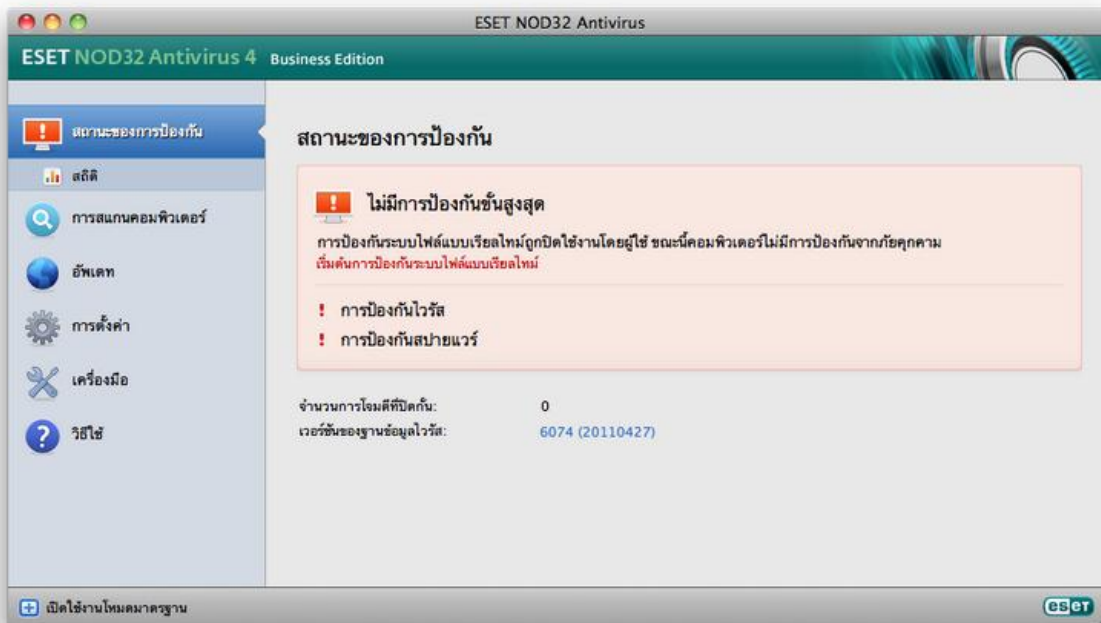 ESET NOD32 Antivirus
ESET NOD32 Antivirus 4 Business Edition
สถานะของการป้องกัน
สถิติ
การสแกนคอมพิวเตอร์
อัพเดท
การตั้งค่า
เครื่องมือ
วิธีใช้
สถานะของการป้องกัน
ไม่มีการป้องกันขั้นสูงสุด
การป้องกันระบบไฟล์แบบเรียลไทม์ถูกปิดใช้งานโดยผู้ใช้ ขณะนี้คอมพิวเตอร์ไม่มีการป้องกันจากภัยคุกคาม
เริ่มต้นการป้องกันระบบไฟล์แบบเรียลไทม์
! การป้องกันไวรัส
! การป้องกันสปายแวร์
จำนวนการโจมตีที่ปิดกั้น: 0
เวอร์ชันของฐานข้อมูลไวรัส: 6074 (20110427)
เปิดใช้งานโหมดมาตรฐาน
eseT